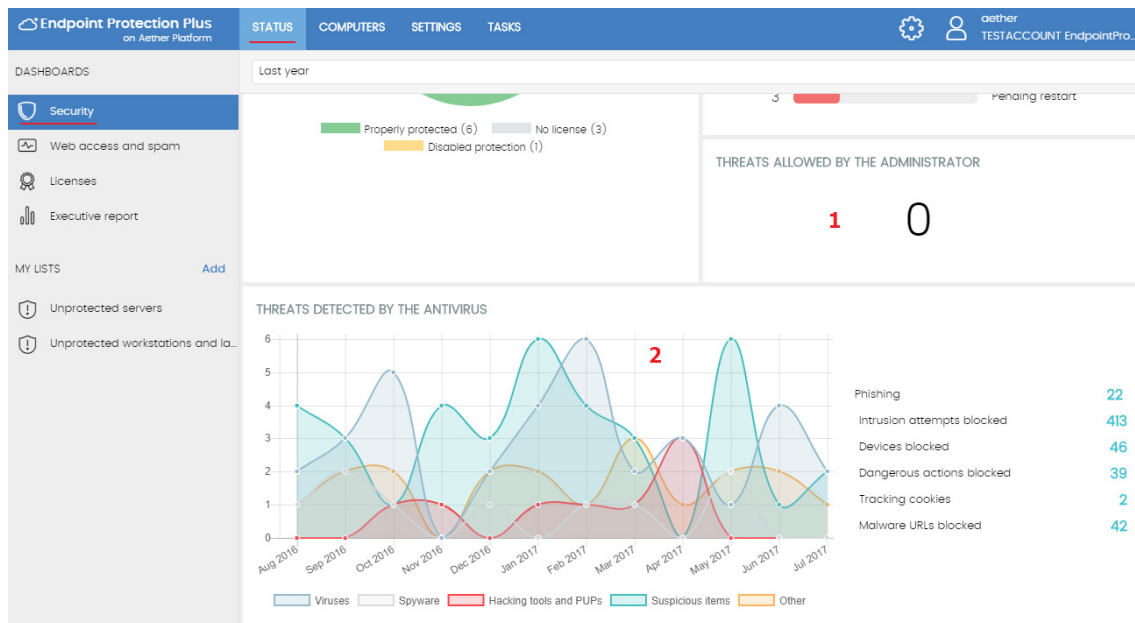 Endpoint Protection Plus
on Aether Platform
STATUS
COMPUTERS
SETTINGS
TASKS
aether
TESTACCOUNT EndpointPro...
DASHBOARDS
Last year
Security
Web access and spam
Licenses
Executive report
MY LISTS
Add
Unprotected servers
Unprotected workstations and la...
Properly protected (6)
No license (3)
Disabled protection (1)
3
Pending restart
THREATS ALLOWED BY THE ADMINISTRATOR
1
0
THREATS DETECTED BY THE ANTIVIRUS
2
6
5
4
3
2
1
0
Aug 2016
Sep 2016
Oct 2016
Nov 2016
Dec 2016
Jan 2017
Feb 2017
Mar 2017
Apr 2017
May 2017
Jun 2017
Jul 2017
Viruses
Spyware
Hacking tools and PUPs
Suspicious items
Other
Phishing 22
Intrusion attempts blocked 413
Devices blocked 46
Dangerous actions blocked 39
Tracking cookies 2
Malware URLs blocked 42